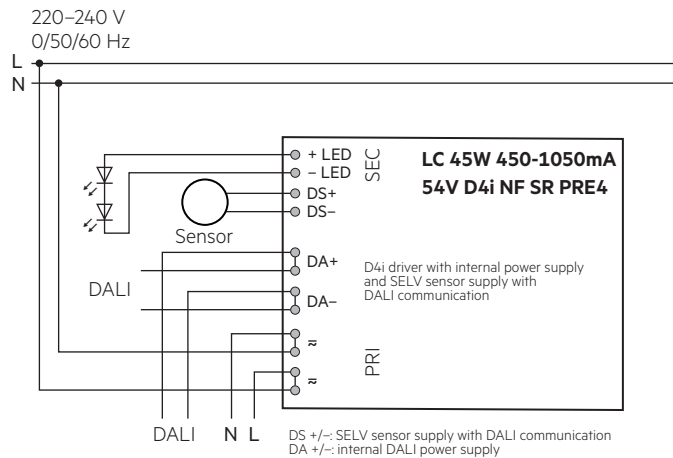 220–240 V
0/50/60 Hz
L
N
+ LED
– LED
DS+
DS–
SEC
LC 45W 450-1050mA
54V D4i NF SR PRE4
Sensor
DA+
DALI
DA–
D4i driver with internal power supply
and SELV sensor supply with
DALI communication
≂
≂
PRI
DALI
N
L
DS +/–: SELV sensor supply with DALI communication
DA +/–: internal DALI power supply